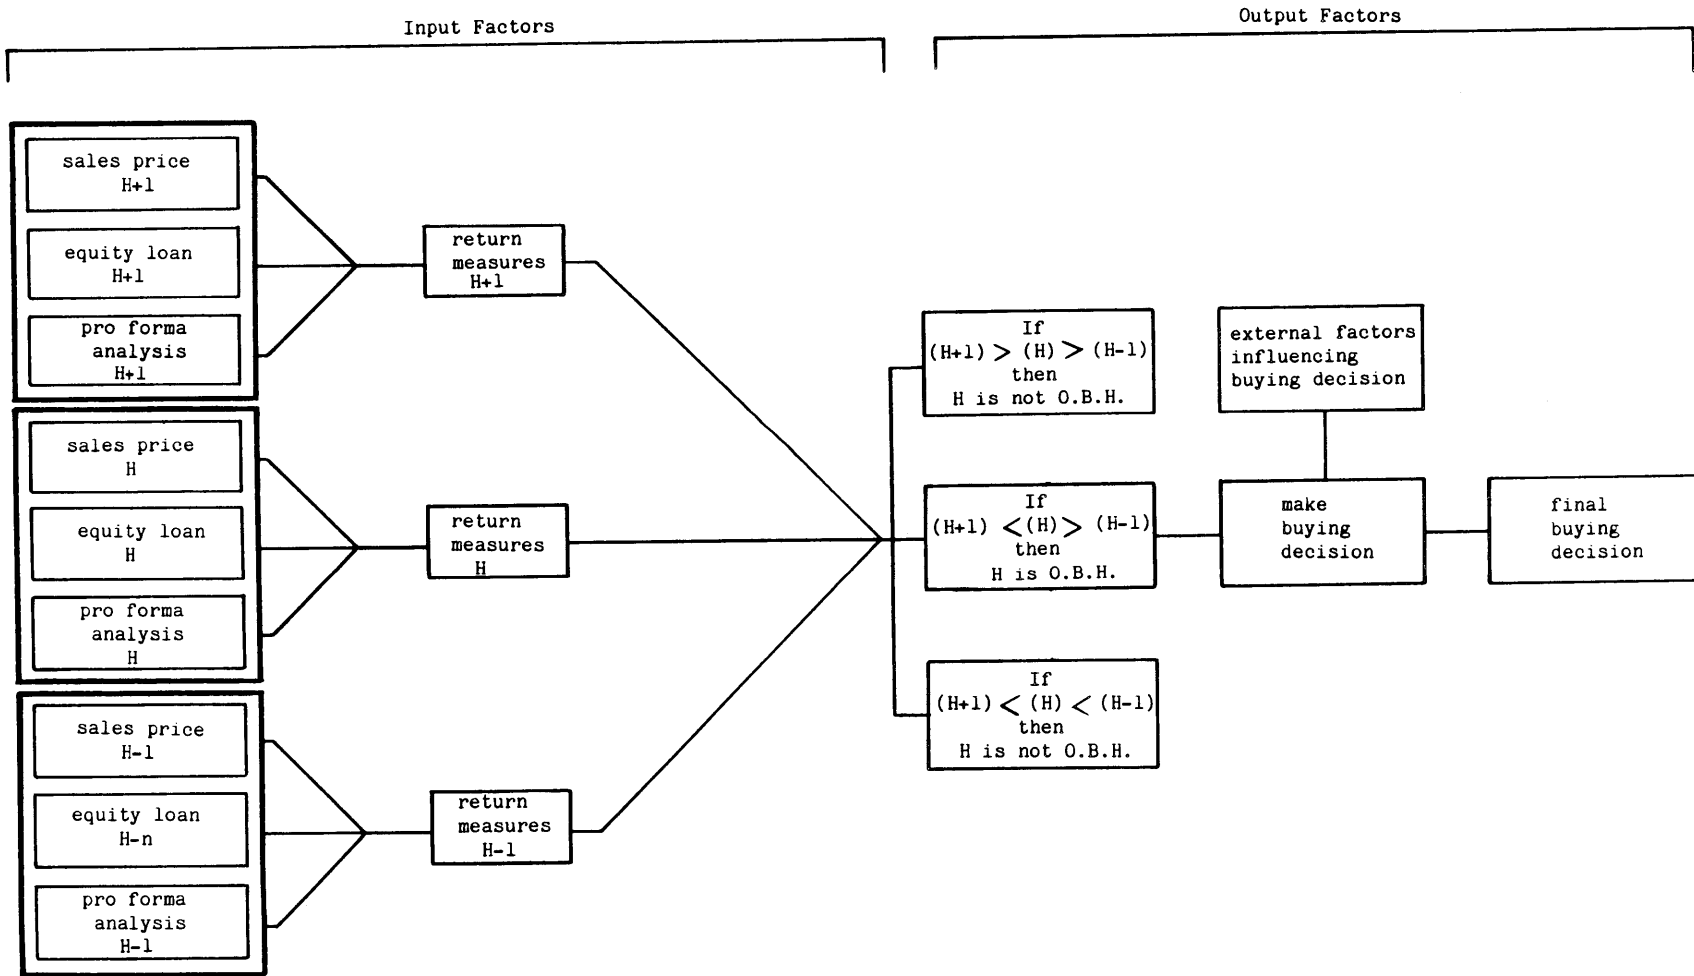 Input Factors
Output Factors
sales price
H+1
equity loan
H+1
pro forma
analysis
H+1
return
measures
H+1
sales price
H
equity loan
H
pro forma
analysis
H
return
measures
H
sales price
H-1
equity loan
H-n
pro forma
analysis
H-1
return
measures
H-1
If
(H+1) > (H) > (H-1)
then
H is not O.B.H.
If
(H+1) < (H) > (H-1)
then
H is O.B.H.
If
(H+1) < (H) < (H-1)
then
H is not O.B.H.
external factors
influencing
buying decision
make
buying
decision
final
buying
decision